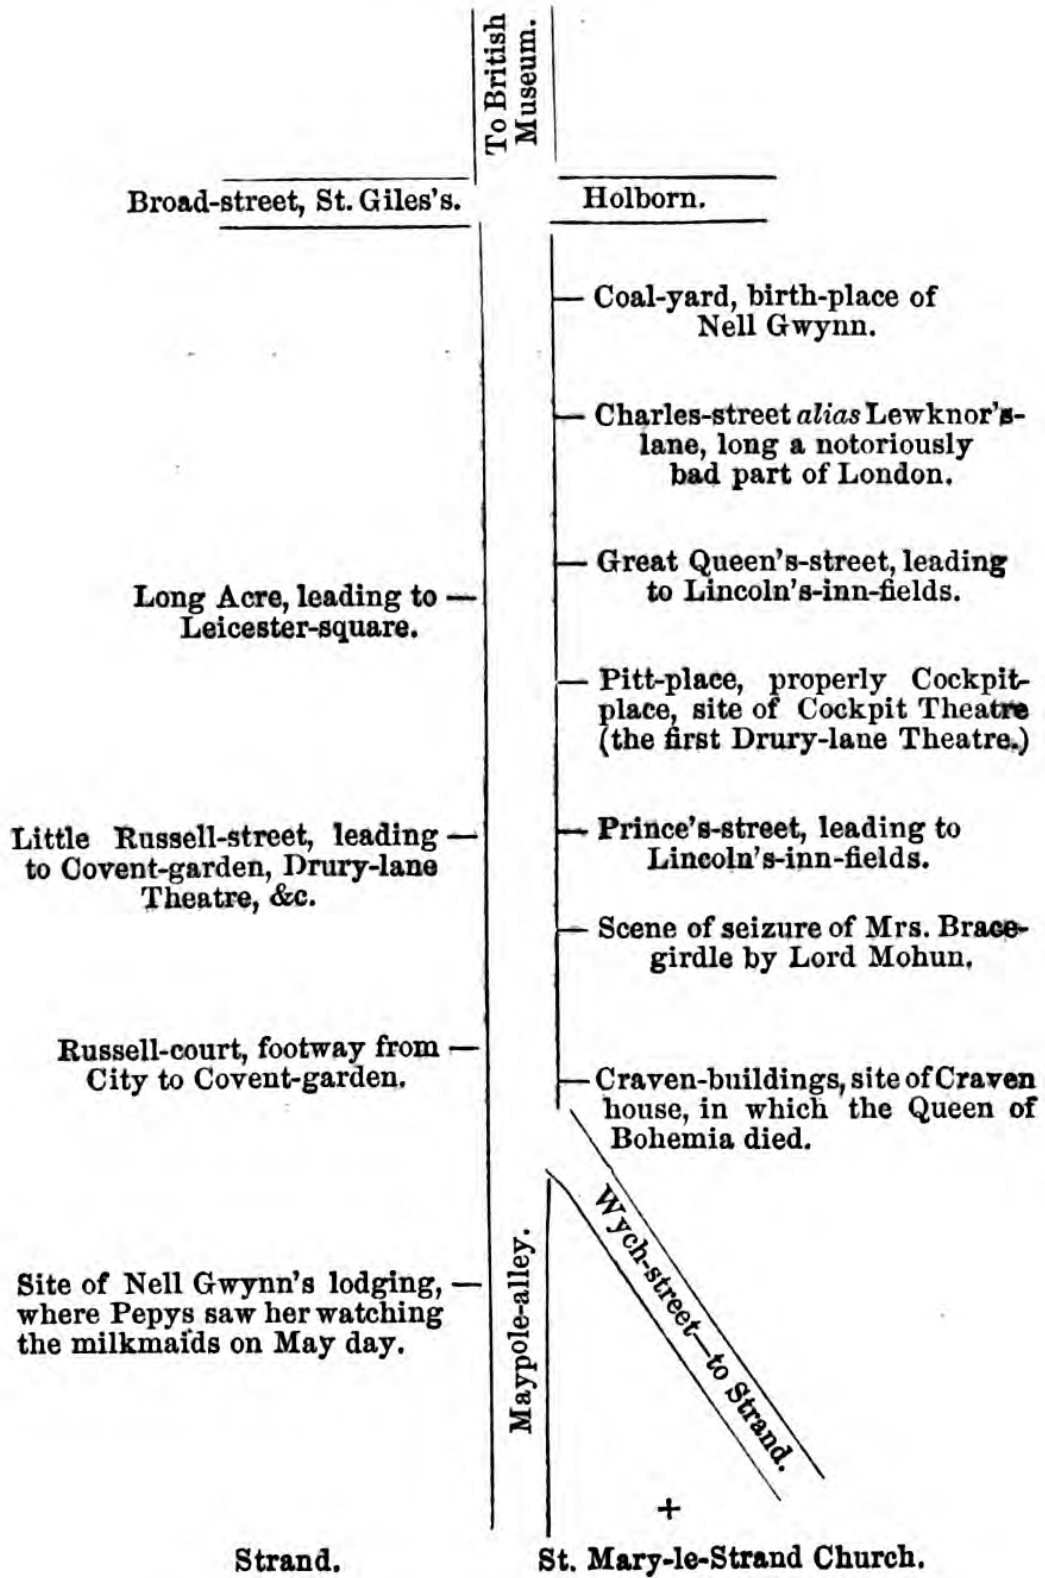 To British
Museum.
Broad-street, St. Giles's.
Holborn.
Coal-yard, birth-place of
Nell Gwynn.
Charles-street alias Lewknor's-
lane, long a notoriously
bad part of London.
Great Queen's-street, leading
to Lincoln's-inn-fields.
Long Acre, leading to
Leicester-square.
Pitt-place, properly Cockpit-
place, site of Cockpit Theatre
(the first Drury-lane Theatre.)
Little Russell-street, leading
to Covent-garden, Drury-lane
Theatre, &c.
Prince's-street, leading to
Lincoln's-inn-fields.
Scene of seizure of Mrs. Brace-
girdle by Lord Mohun.
Russell-court, footway from
City to Covent-garden.
Craven-buildings, site of Craven
house, in which the Queen of
Bohemia died.
Wych-street—to Strand.
Maypole-alley.
Site of Nell Gwynn's lodging,
where Pepys saw her watching
the milkmaids on May day.
Strand.
St. Mary-le-Strand Church.